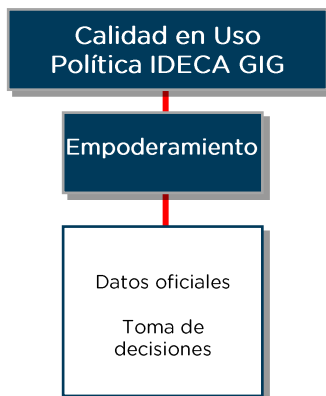 Calidad en Uso
Política IDECA GIG
Empoderamiento
Datos oficiales
Toma de
decisiones